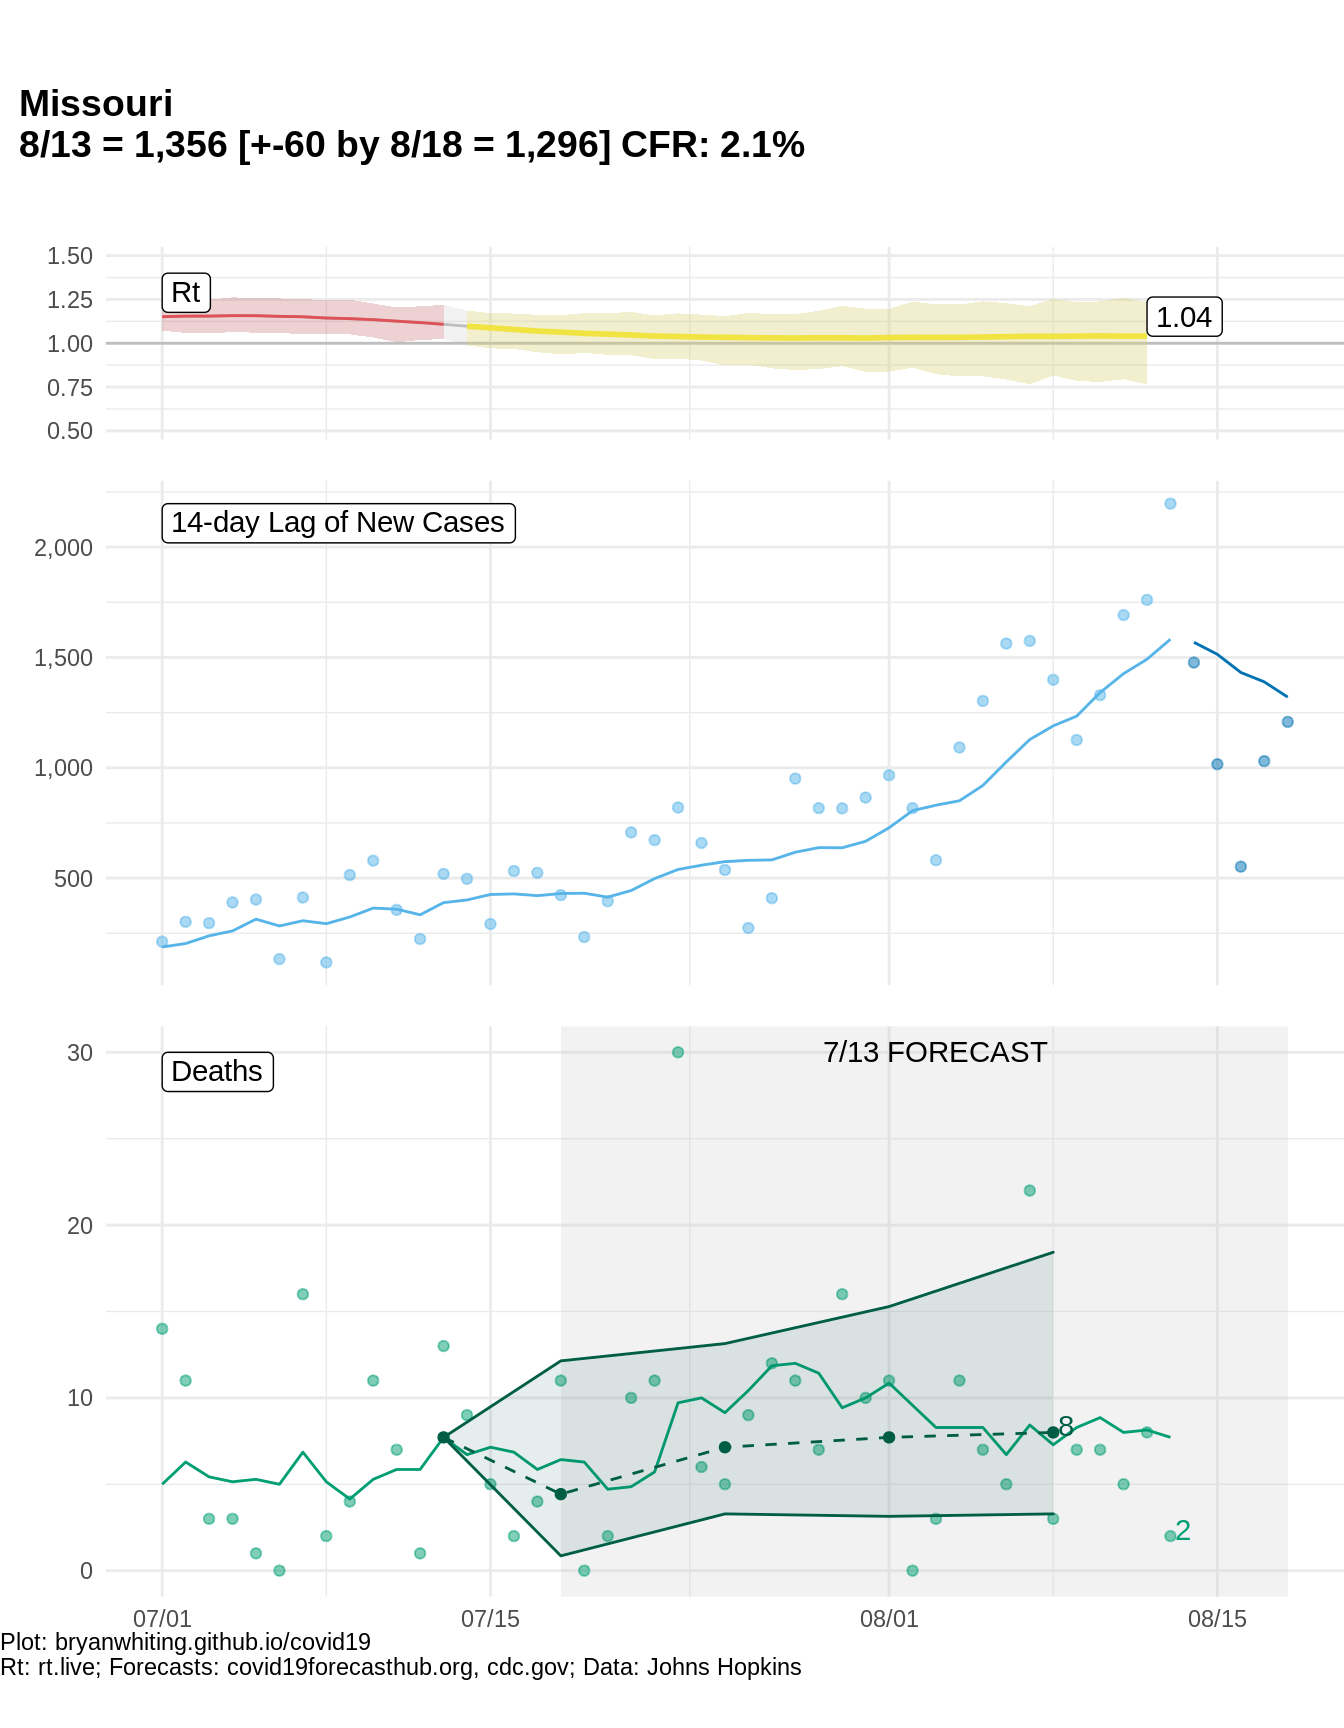 Missouri
8/13 = 1,356 [+-60 by 8/18 = 1,296] CFR: 2.1%
1.50
1.25
1.00
0.75
0.50
Rt
1.04
14-day Lag of New Cases
2,000
1,500
1,000
500
30
20
10
0
Deaths
7/13 FORECAST
8
2
07/01
07/15
08/01
08/15
Plot: bryanwhiting.github.io/covid19
Rt: rt.live; Forecasts: covid19forecasthub.org, cdc.gov; Data: Johns Hopkins